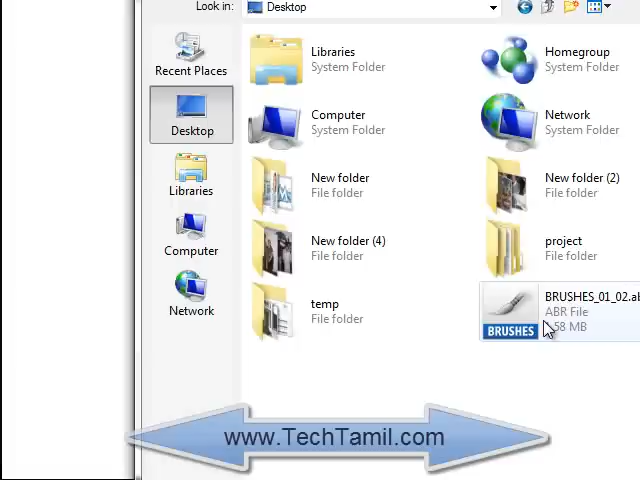 Look in: Desktop
Recent Places
Desktop
Libraries
Computer
Network
Libraries
System Folder
Homegroup
System Folder
Computer
System Folder
Network
System Folder
New folder
File folder
New folder (2)
File folder
New folder (4)
File folder
project
File folder
temp
File folder
BRUSHES_01_02.ab
ABR File
58 MB
BRUSHES
www.TechTamil.com